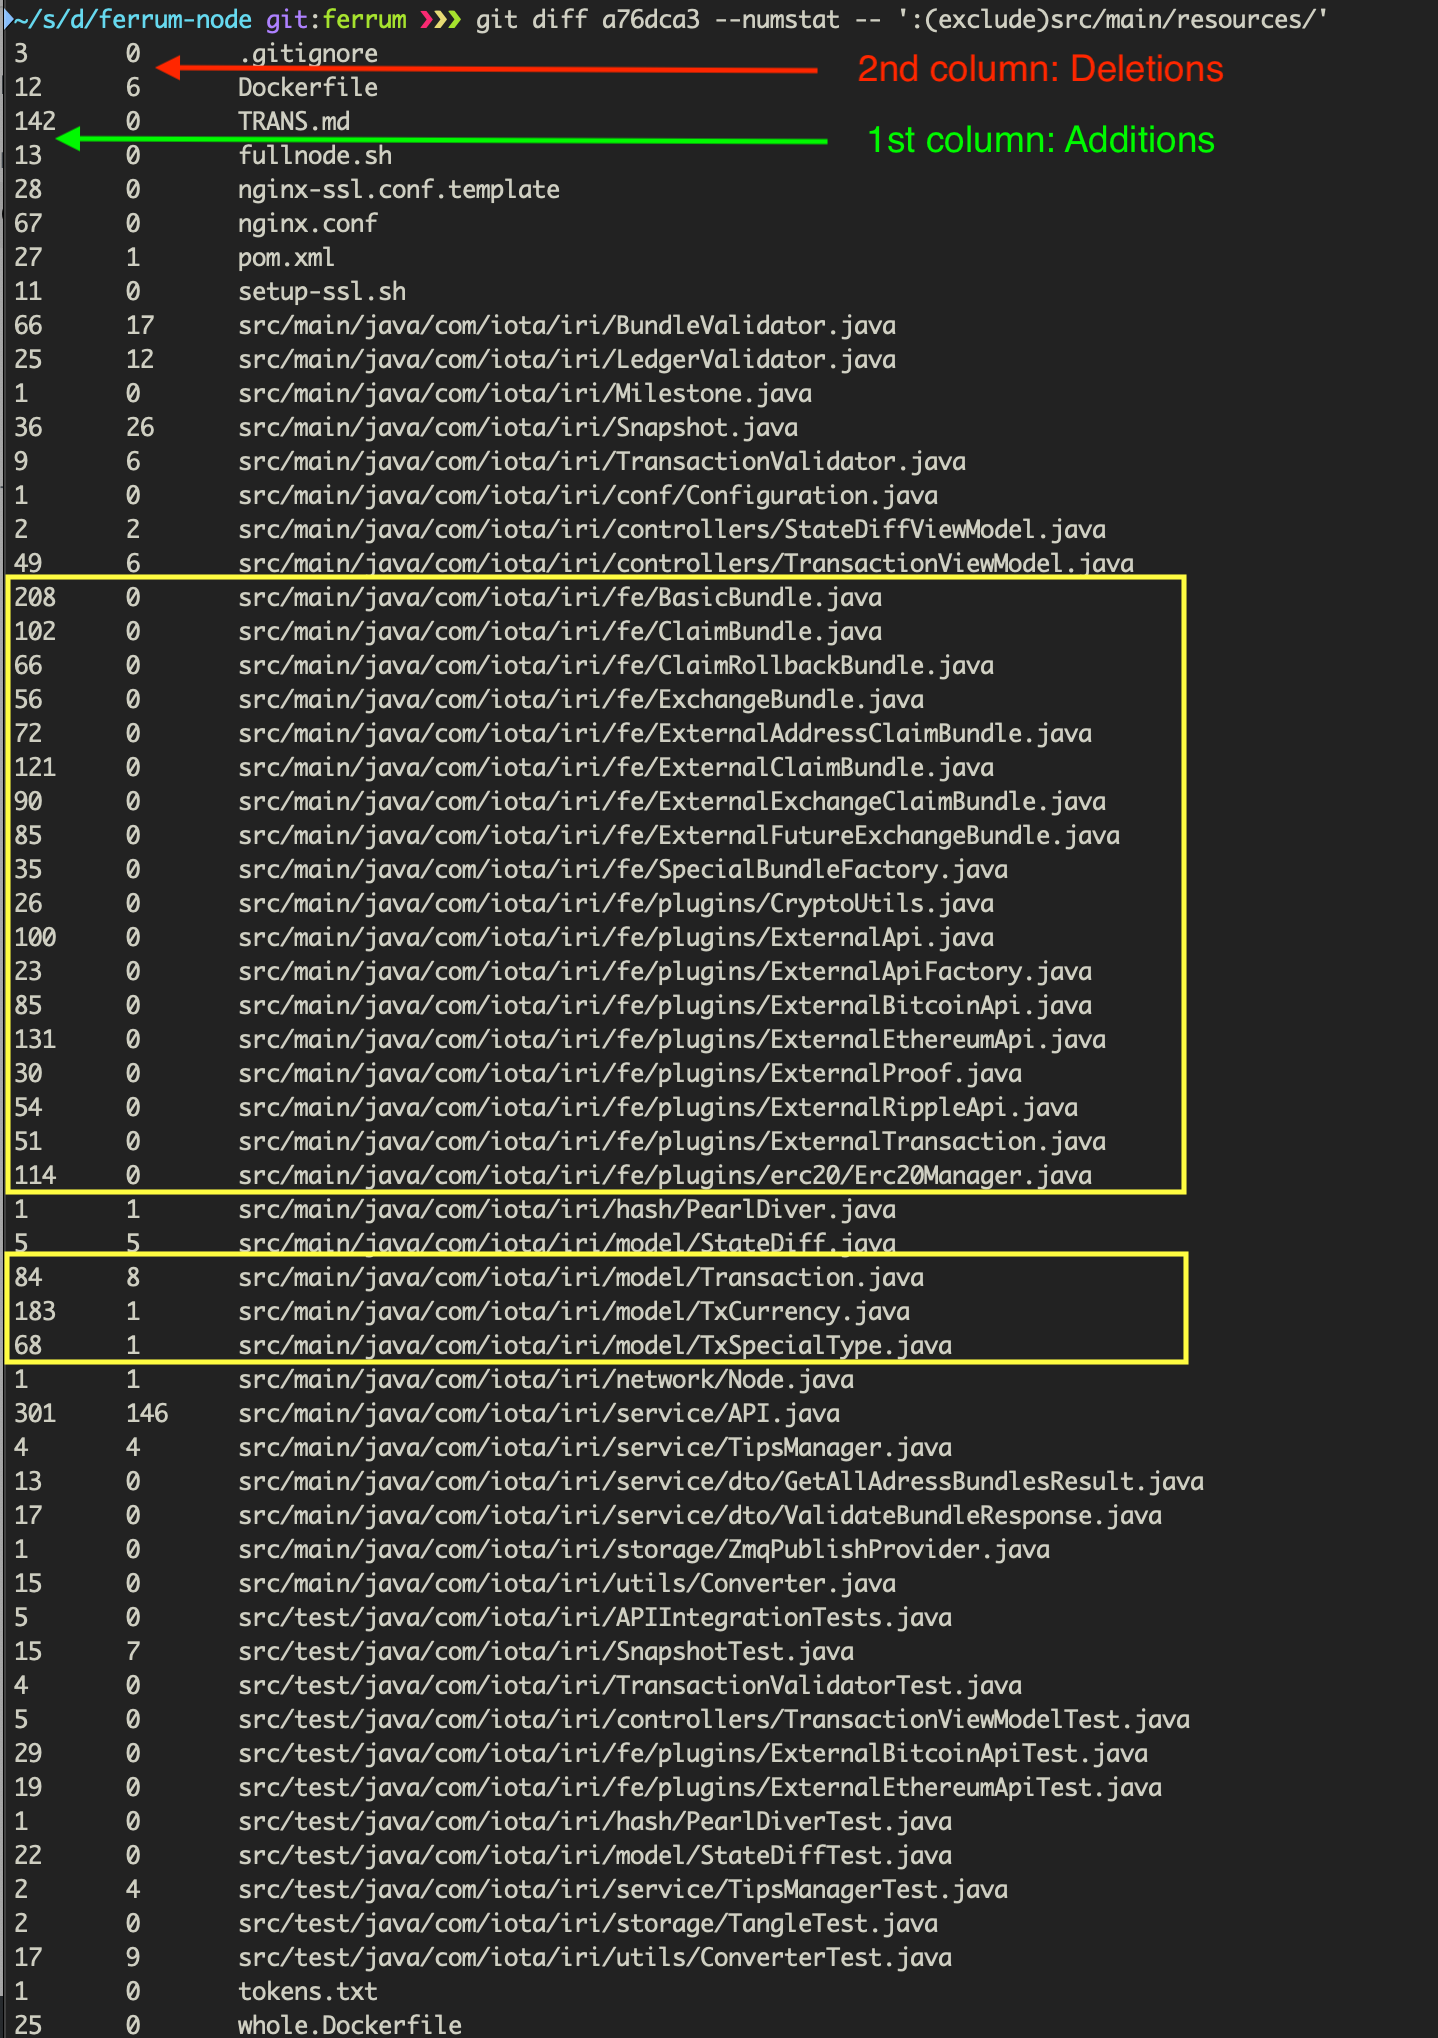 ~/s/d/ferrum-node git:ferrum ❯❯❯ git diff a76dca3 --numstat -- ':(exclude)src/main/resources/'
3 0 .gitignore
2nd column: Deletions
12 6 Dockerfile
142 0 TRANS.md
1st column: Additions
13 0 fullnode.sh
28 0 nginx-ssl.conf.template
67 0 nginx.conf
27 1 pom.xml
11 0 setup-ssl.sh
66 17 src/main/java/com/iota/iri/BundleValidator.java
25 12 src/main/java/com/iota/iri/LedgerValidator.java
1 0 src/main/java/com/iota/iri/Milestone.java
36 26 src/main/java/com/iota/iri/Snapshot.java
9 6 src/main/java/com/iota/iri/TransactionValidator.java
1 0 src/main/java/com/iota/iri/conf/Configuration.java
2 2 src/main/java/com/iota/iri/controllers/StateDiffViewModel.java
49 6 src/main/java/com/iota/iri/controllers/TransactionViewModel.java
208 0 src/main/java/com/iota/iri/fe/BasicBundle.java
102 0 src/main/java/com/iota/iri/fe/ClaimBundle.java
66 0 src/main/java/com/iota/iri/fe/ClaimRollbackBundle.java
56 0 src/main/java/com/iota/iri/fe/ExchangeBundle.java
72 0 src/main/java/com/iota/iri/fe/ExternalAddressClaimBundle.java
121 0 src/main/java/com/iota/iri/fe/ExternalClaimBundle.java
90 0 src/main/java/com/iota/iri/fe/ExternalExchangeClaimBundle.java
85 0 src/main/java/com/iota/iri/fe/ExternalFutureExchangeBundle.java
35 0 src/main/java/com/iota/iri/fe/SpecialBundleFactory.java
26 0 src/main/java/com/iota/iri/fe/plugins/CryptoUtils.java
100 0 src/main/java/com/iota/iri/fe/plugins/ExternalApi.java
23 0 src/main/java/com/iota/iri/fe/plugins/ExternalApiFactory.java
85 0 src/main/java/com/iota/iri/fe/plugins/ExternalBitcoinApi.java
131 0 src/main/java/com/iota/iri/fe/plugins/ExternalEthereumApi.java
30 0 src/main/java/com/iota/iri/fe/plugins/ExternalProof.java
54 0 src/main/java/com/iota/iri/fe/plugins/ExternalRippleApi.java
51 0 src/main/java/com/iota/iri/fe/plugins/ExternalTransaction.java
114 0 src/main/java/com/iota/iri/fe/plugins/erc20/Erc20Manager.java
1 1 src/main/java/com/iota/iri/hash/PearlDiver.java
5 5 src/main/java/com/iota/iri/model/StateDiff.java
84 8 src/main/java/com/iota/iri/model/Transaction.java
183 1 src/main/java/com/iota/iri/model/TxCurrency.java
68 1 src/main/java/com/iota/iri/model/TxSpecialType.java
1 1 src/main/java/com/iota/iri/network/Node.java
301 146 src/main/java/com/iota/iri/service/API.java
4 4 src/main/java/com/iota/iri/service/TipsManager.java
13 0 src/main/java/com/iota/iri/service/dto/GetAllAdressBundlesResult.java
17 0 src/main/java/com/iota/iri/service/dto/ValidateBundleResponse.java
1 0 src/main/java/com/iota/iri/storage/ZmqPublishProvider.java
15 0 src/main/java/com/iota/iri/utils/Converter.java
5 0 src/test/java/com/iota/iri/APIIntegrationTests.java
15 7 src/test/java/com/iota/iri/SnapshotTest.java
4 0 src/test/java/com/iota/iri/TransactionValidatorTest.java
5 0 src/test/java/com/iota/iri/controllers/TransactionViewModelTest.java
29 0 src/test/java/com/iota/iri/fe/plugins/ExternalBitcoinApiTest.java
19 0 src/test/java/com/iota/iri/fe/plugins/ExternalEthereumApiTest.java
1 0 src/test/java/com/iota/iri/hash/PearlDiverTest.java
22 0 src/test/java/com/iota/iri/model/StateDiffTest.java
2 4 src/test/java/com/iota/iri/service/TipsManagerTest.java
2 0 src/test/java/com/iota/iri/storage/TangleTest.java
17 9 src/test/java/com/iota/iri/utils/ConverterTest.java
1 0 tokens.txt
25 0 whole.Dockerfile